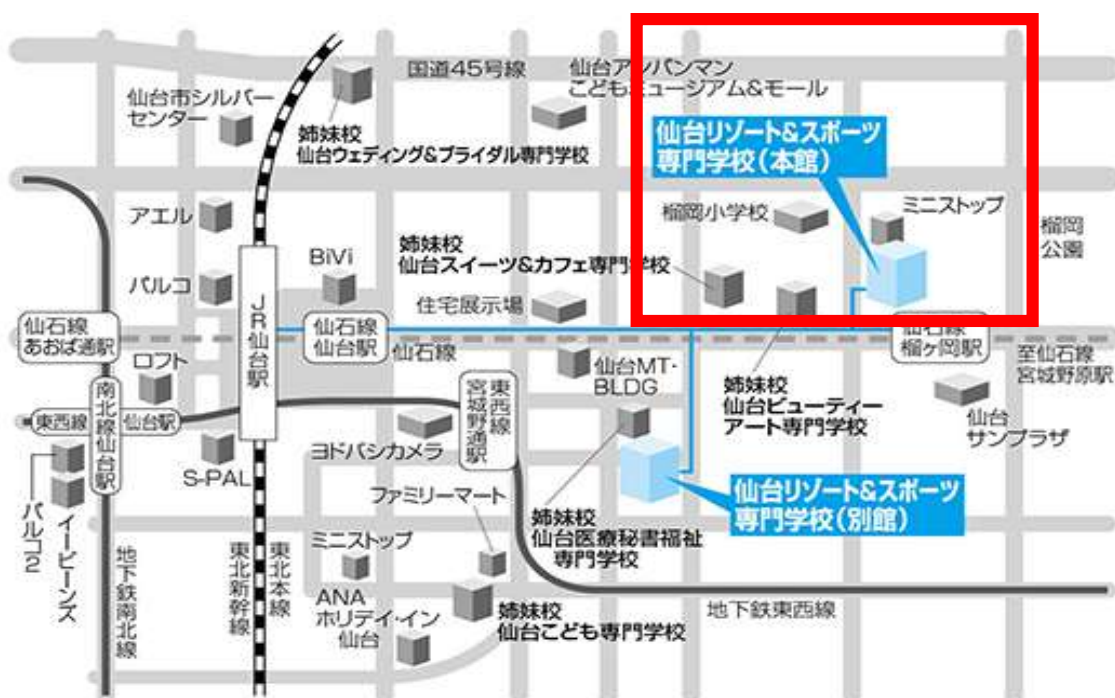 国道45号線
仙台アンパンマン
こどもミュージアム&モール
仙台市シルバー
センター
姉妹校
仙台ウェディング&ブライダル専門学校
仙台リゾート&スポーツ
専門学校(本館)
アエル
榴岡小学校
ミニストップ
榴岡
公園
BiVi
姉妹校
仙台スイーツ&カフェ専門学校
パルコ
JR仙台駅
住宅展示場
仙石線
あおば通駅
仙石線
仙台駅
仙石線
仙石線
榴ヶ岡駅
至仙石線
宮城野原駅
ロフト
仙台MT・
BLDG
東西線
宮城野通駅
姉妹校
仙台ビューティー
アート専門学校
仙台
サンプラザ
南北線仙台駅
東西線
仙台駅
S-PAL
ヨドバシカメラ
パルコ2
イービーンズ
ファミリーマート
仙台リゾート&スポーツ
専門学校(別館)
姉妹校
仙台医療秘書福祉
専門学校
ミニストップ
地下鉄南北線
東北新幹線
東北本線
ANA
ホリデイ・イン
仙台
姉妹校
仙台こども専門学校
地下鉄東西線